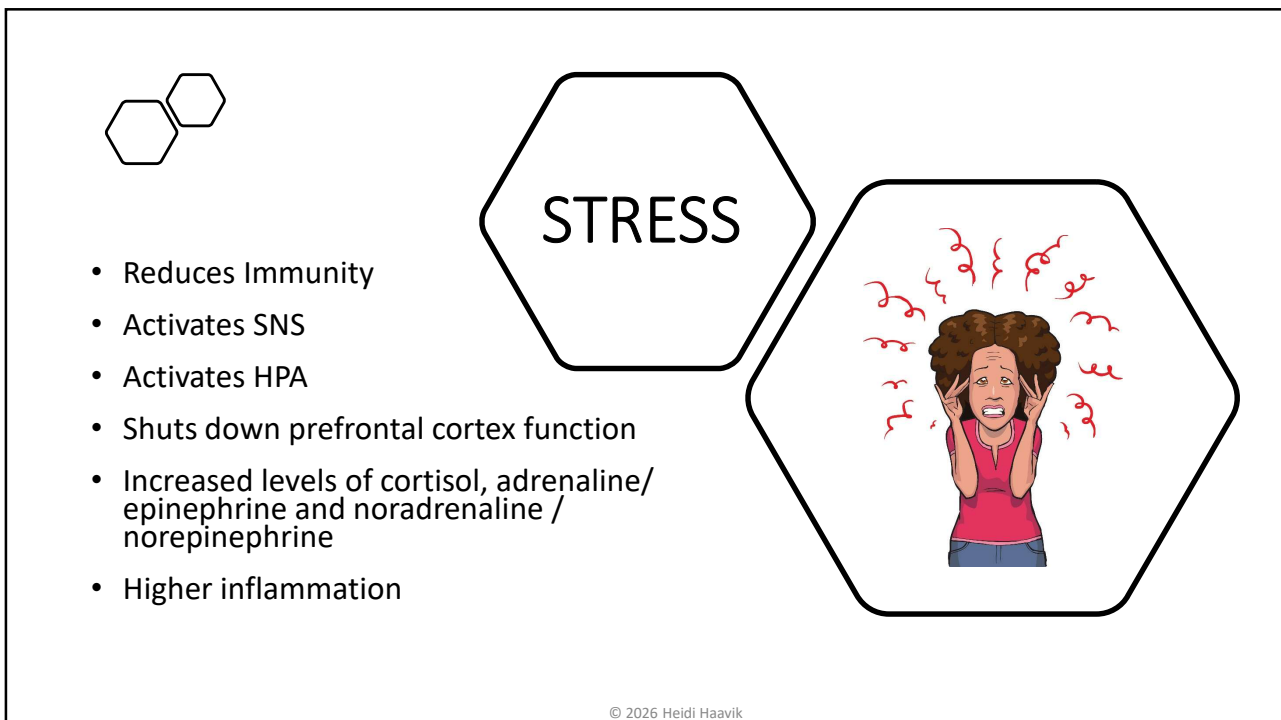 STRESS
• Reduces Immunity
• Activates SNS
• Activates HPA
• Shuts down prefrontal cortex function
• Increased levels of cortisol, adrenaline/
epinephrine and noradrenaline /
norepinephrine
• Higher inflammation
© 2026 Heidi Haavik